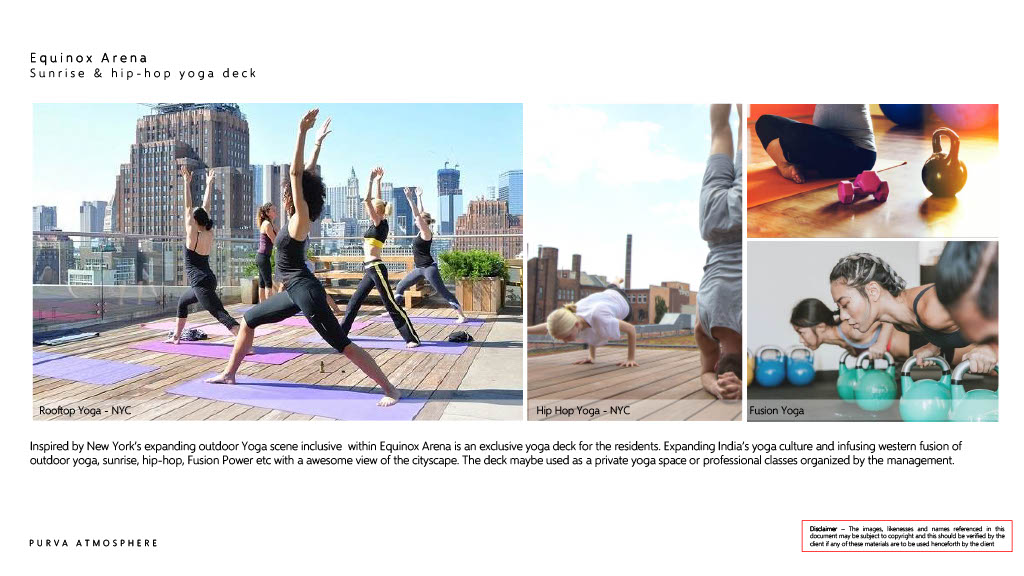 Equinox Arena
Sunrise & hip-hop yoga deck
Rooftop Yoga - NYC
Hip Hop Yoga - NYC
Fusion Yoga
Inspired by New York's expanding outdoor Yoga scene inclusive within Equinox Arena is an exclusive yoga deck for the residents. Expanding India's yoga culture and infusing western fusion of
outdoor yoga, sunrise, hip-hop, Fusion Power etc with a awesome view of the cityscape. The deck maybe used as a private yoga space or professional classes organized by the management.
PURVA ATMOSPHERE
Disclaimer – The images, likenesses and names referenced in this
document may be subject to copyright and this should be verified by the
client if any of these materials are to be used henceforth by the client